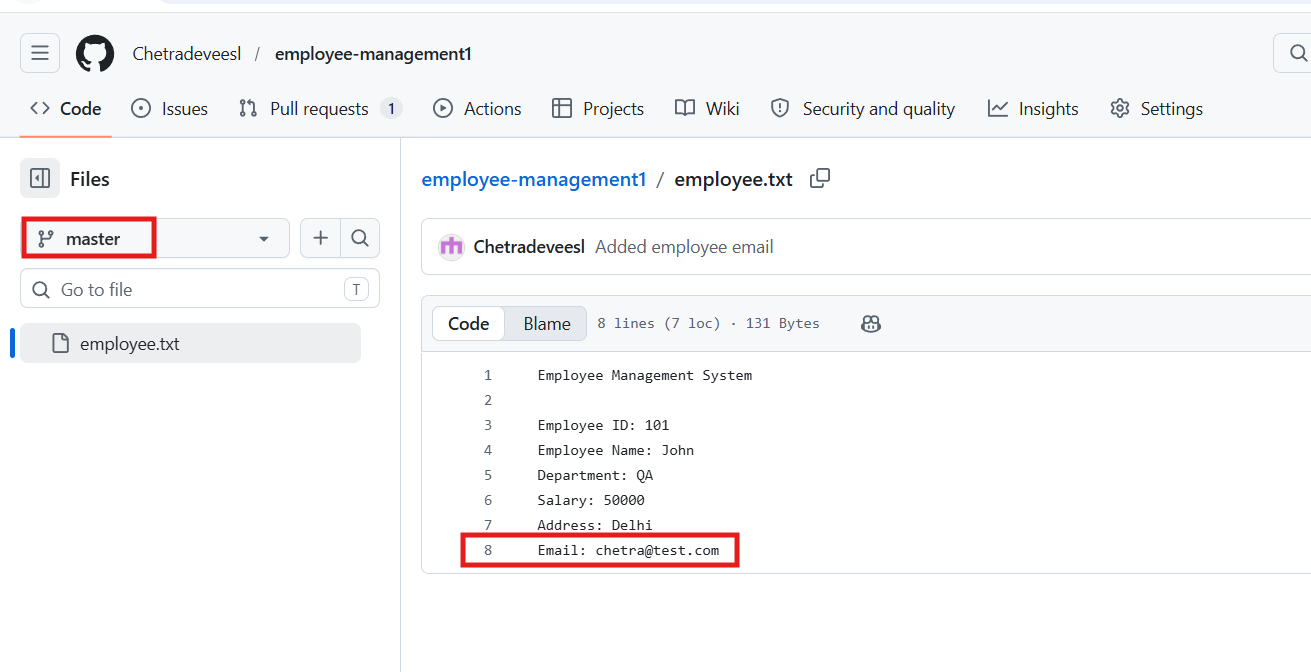 Chetradeveesl / employee-management1
Code Issues Pull requests 1 Actions Projects Wiki Security and quality Insights Settings
Files
master
Go to file T
employee.txt
employee-management1 / employee.txt
Chetradeveesl Added employee email
Code Blame 8 lines (7 loc) · 131 Bytes
1 Employee Management System
2
3 Employee ID: 101
4 Employee Name: John
5 Department: QA
6 Salary: 50000
7 Address: Delhi
8 Email: chetra@test.com